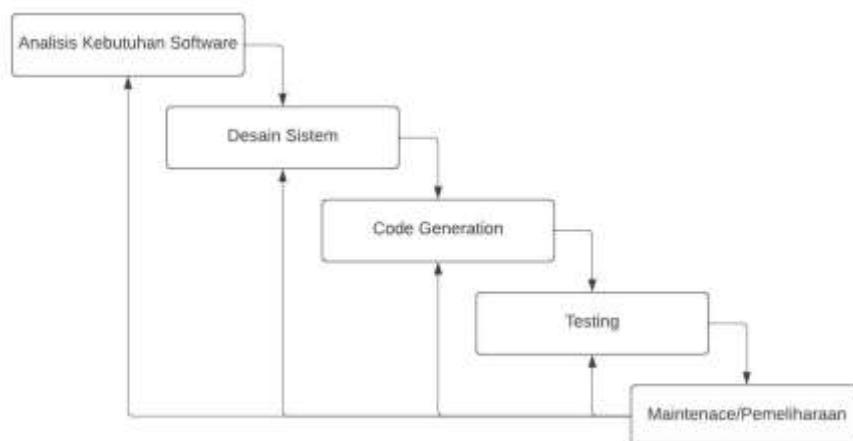 Analisis Kebutuhan Software
Desain Sistem
Code Generation
Testing
Maintenace/Pemeliharaan